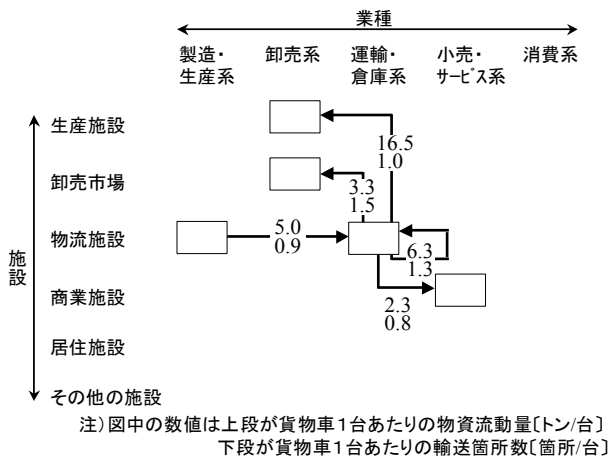 業種
製造・ 卸売系 運輸・ 小売・ 消費系
生産系 倉庫系 サービス系
施設
生産施設
16.5
1.0
卸売市場
3.3
1.5
物流施設
5.0
0.9
6.3
1.3
商業施設
2.3
0.8
居住施設
その他の施設
注）図中の数値は上段が貨物車１台あたりの物資流動量〔トン/台〕
下段が貨物車１台あたりの輸送箇所数〔箇所/台〕